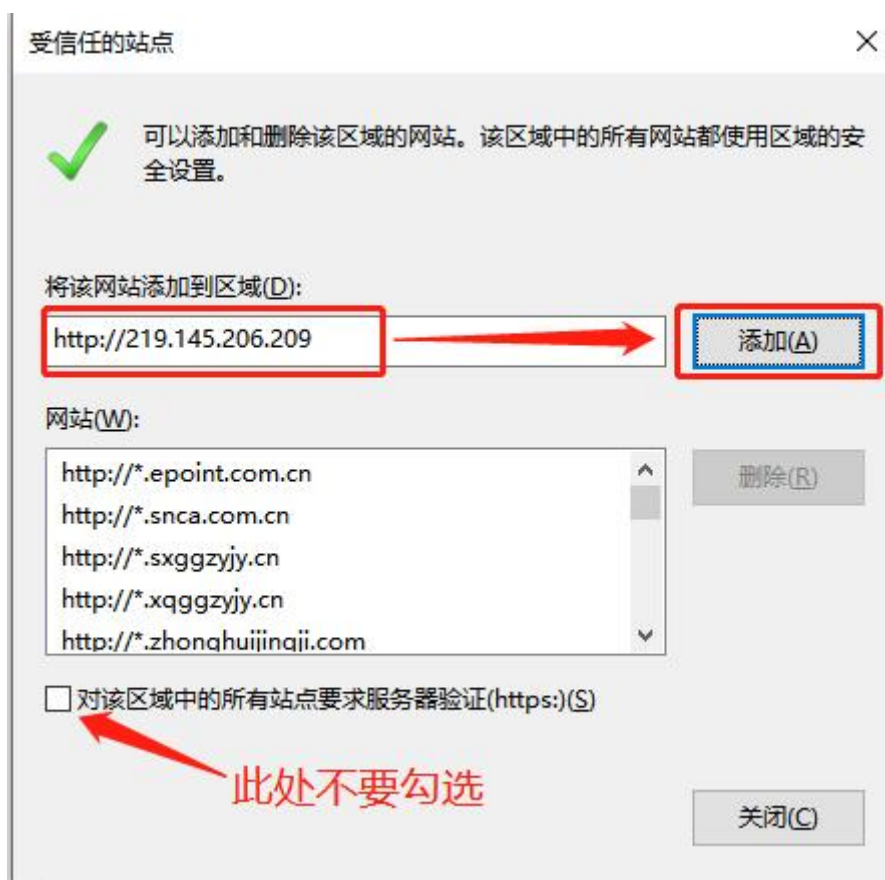 受信任的站点
可以添加和删除该区域的网站。该区域中的所有网站都使用区域的安
全设置。
将该网站添加到区域(D):
http://219.145.206.209
添加(A)
网站(W):
http://*.epoint.com.cn
删除(R)
http://*.snca.com.cn
http://*.sxggzyjy.cn
http://*.xqggzyjy.cn
http://*.zhonghuijingji.com
对该区域中的所有站点要求服务器验证(https:)(S)
此处不要勾选
关闭(C)